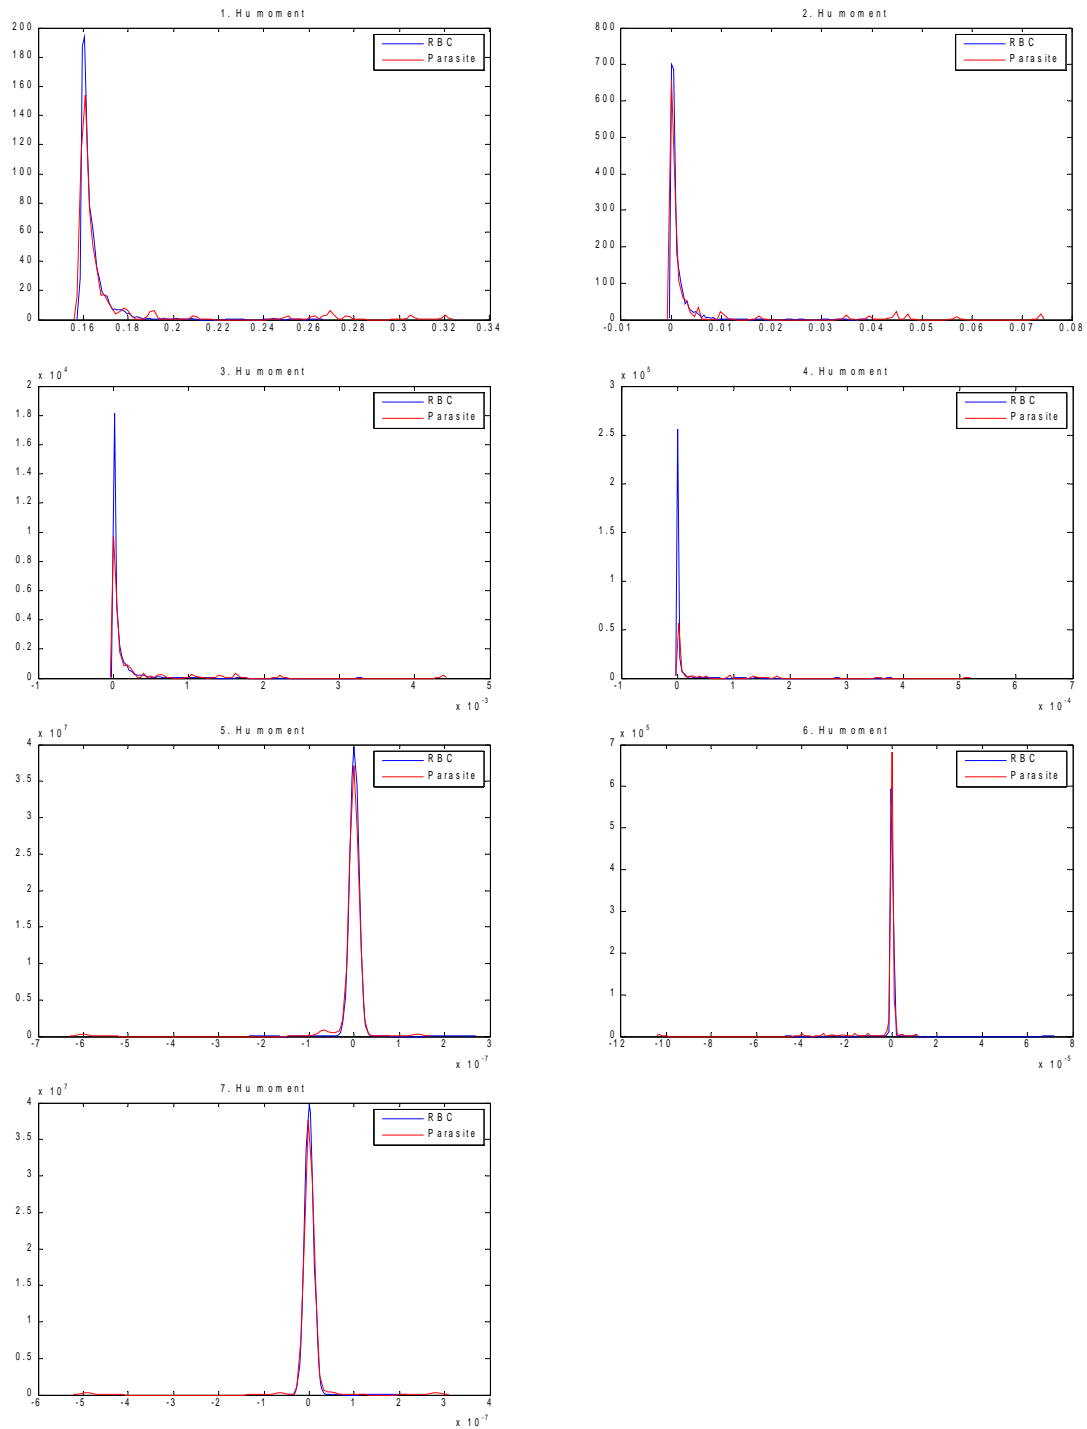 1. Hu moment
200
180
160
140
120
100
80
60
40
20
0
0.16 0.18 0.2 0.22 0.24 0.26 0.28 0.3 0.32 0.34
RBC
Parasite
2. Hu moment
800
700
600
500
400
300
200
100
0
-0.01 0 0.01 0.02 0.03 0.04 0.05 0.06 0.07 0.08
RBC
Parasite
3. Hu moment
x 10^4
2
1.8
1.6
1.4
1.2
1
0.8
0.6
0.4
0.2
0
-1 0 1 2 3 4 5
x 10^-3
RBC
Parasite
4. Hu moment
x 10^5
3
2.5
2
1.5
1
0.5
0
-1 0 1 2 3 4 5 6 7
x 10^-4
RBC
Parasite
5. Hu moment
x 10^7
4
3.5
3
2.5
2
1.5
1
0.5
0
-7 -6 -5 -4 -3 -2 -1 0 1 2 3
x 10^-7
RBC
Parasite
6. Hu moment
x 10^5
7
6
5
4
3
2
1
0
-12 -10 -8 -6 -4 -2 0 2 4 6 8
x 10^-5
RBC
Parasite
7. Hu moment
x 10^7
4
3.5
3
2.5
2
1.5
1
0.5
0
-6 -5 -4 -3 -2 -1 0 1 2 3 4
x 10^-7
RBC
Parasite